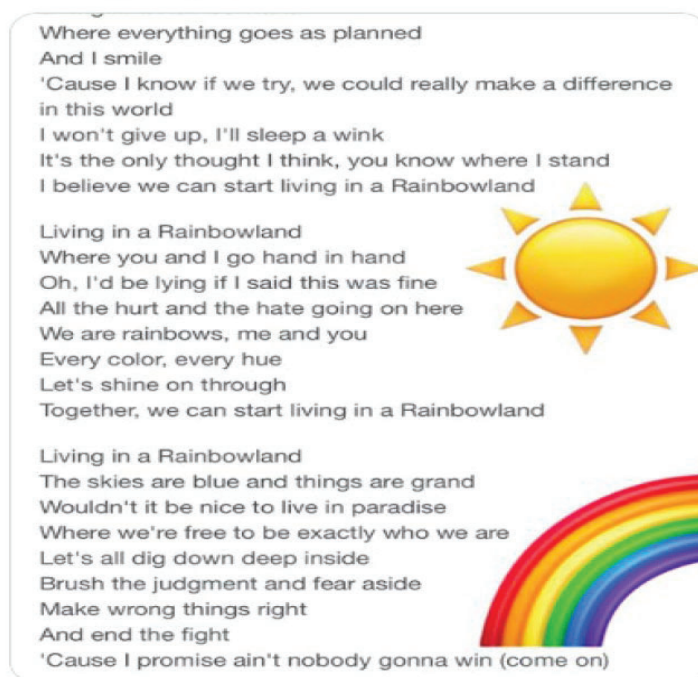 Where everything goes as planned
And I smile
'Cause I know if we try, we could really make a difference
in this world
I won't give up, I'll sleep a wink
It's the only thought I think, you know where I stand
I believe we can start living in a Rainbowland
Living in a Rainbowland
Where you and I go hand in hand
Oh, I'd be lying if I said this was fine
All the hurt and the hate going on here
We are rainbows, me and you
Every color, every hue
Let's shine on through
Together, we can start living in a Rainbowland
Living in a Rainbowland
The skies are blue and things are grand
Wouldn't it be nice to live in paradise
Where we're free to be exactly who we are
Let's all dig down deep inside
Brush the judgment and fear aside
Make wrong things right
And end the fight
'Cause I promise ain't nobody gonna win (come on)